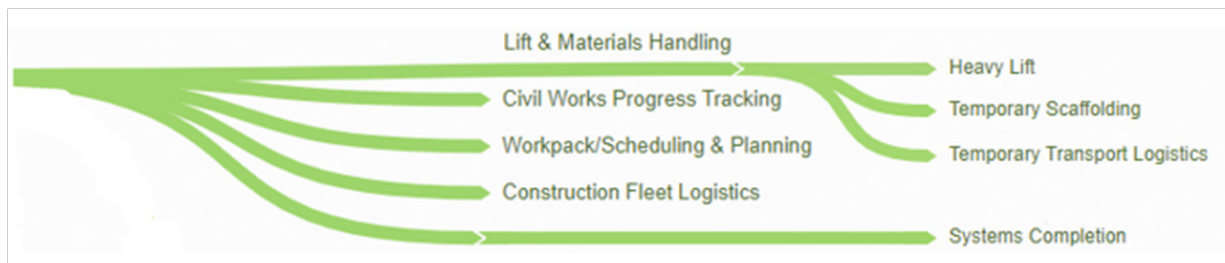 Lift & Materials Handling
Heavy Lift
Civil Works Progress Tracking
Temporary Scaffolding
Workpack/Scheduling & Planning
Temporary Transport Logistics
Construction Fleet Logistics
Systems Completion